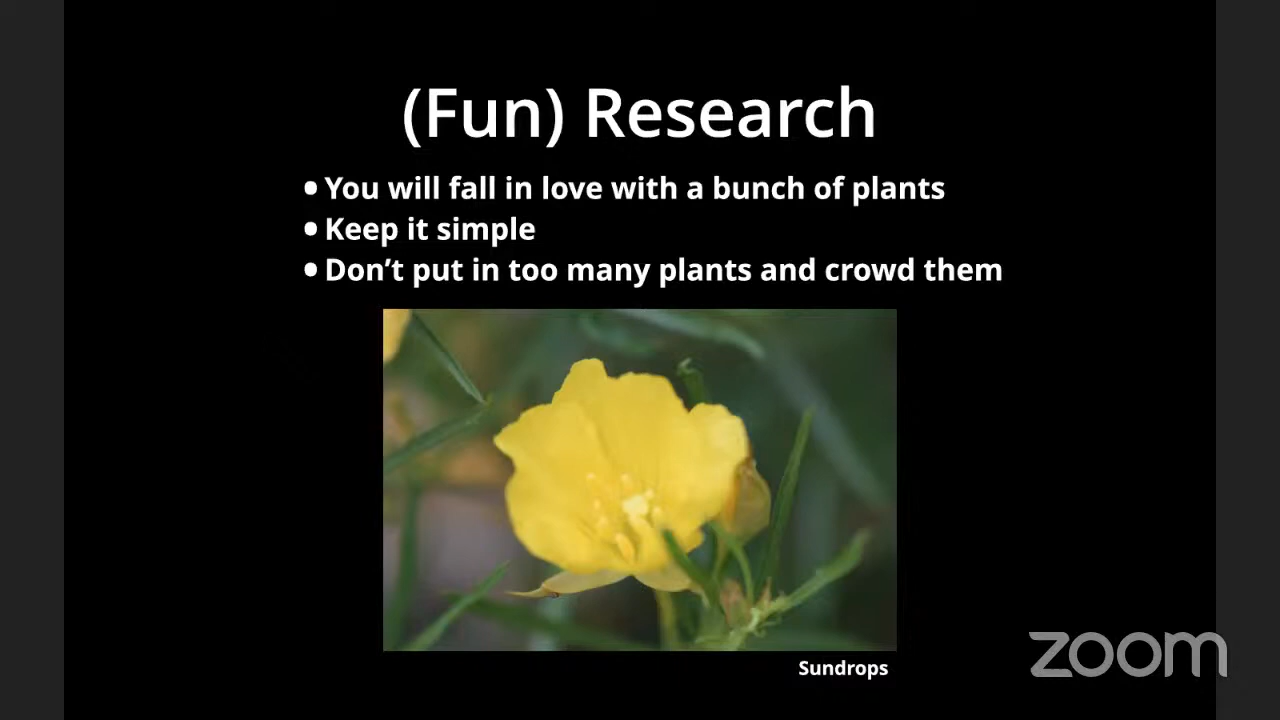 (Fun) Research
• You will fall in love with a bunch of plants
• Keep it simple
• Don’t put in too many plants and crowd them
Sundrops
zoom